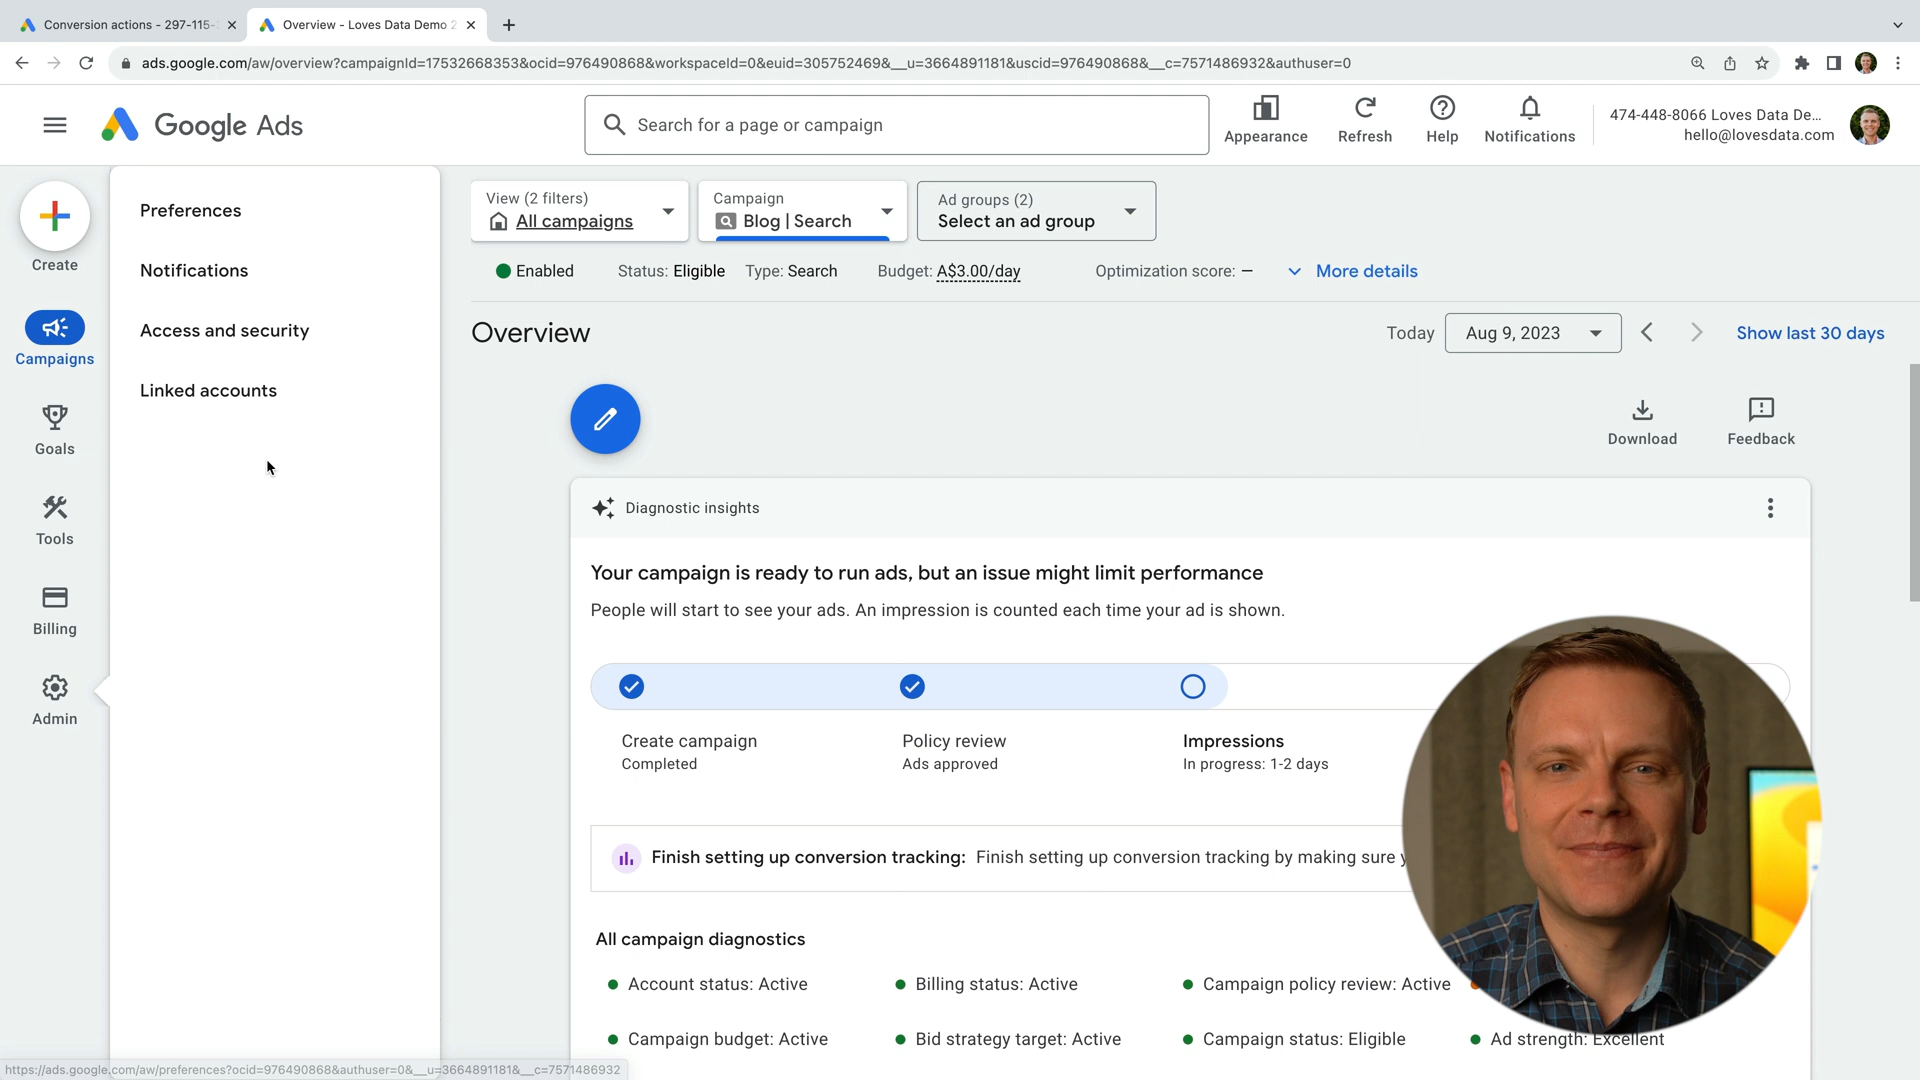 Conversion actions - 297-115-
Overview - Loves Data Demo 2
ads.google.com/aw/overview?campaignId=17532668353&ocid=976490868&workspaceId=0&euid=305752469&__u=3664891181&uscid=976490868&__c=7571486932&authuser=0
Google Ads
Search for a page or campaign
Appearance
Refresh
Help
Notifications
474-448-8066 Loves Data De...
hello@lovesdata.com
Create
Campaigns
Goals
Tools
Billing
Admin
Preferences
Notifications
Access and security
Linked accounts
View (2 filters)
All campaigns
Campaign
Blog | Search
Ad groups (2)
Select an ad group
Enabled Status: Eligible Type: Search Budget: A$3.00/day Optimization score: – More details
Overview
Today Aug 9, 2023 Show last 30 days
Download
Feedback
Diagnostic insights
Your campaign is ready to run ads, but an issue might limit performance
People will start to see your ads. An impression is counted each time your ad is shown.
Create campaign
Completed
Policy review
Ads approved
Impressions
In progress: 1-2 days
Finish setting up conversion tracking: Finish setting up conversion tracking by making sure
All campaign diagnostics
Account status: Active Billing status: Active Campaign policy review: Active
Campaign budget: Active Bid strategy target: Active Campaign status: Eligible Ad strength: Excellent
https://ads.google.com/aw/preferences?ocid=976490868&authuser=0&__u=3664891181&__c=7571486932